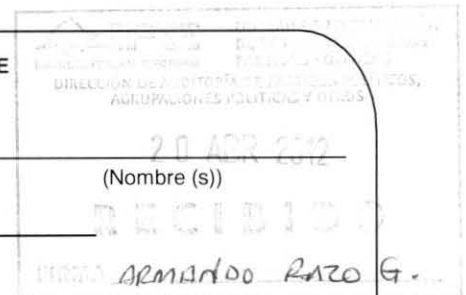 E
DIRECCIÓN DE AUDITORÍA DE PARTIDOS POLÍTICOS,
AGRUPACIONES POLÍTICAS Y OTROS
20 ABR 2012
(Nombre (s))
RECIBIDO
ARMANDO RAZO G.